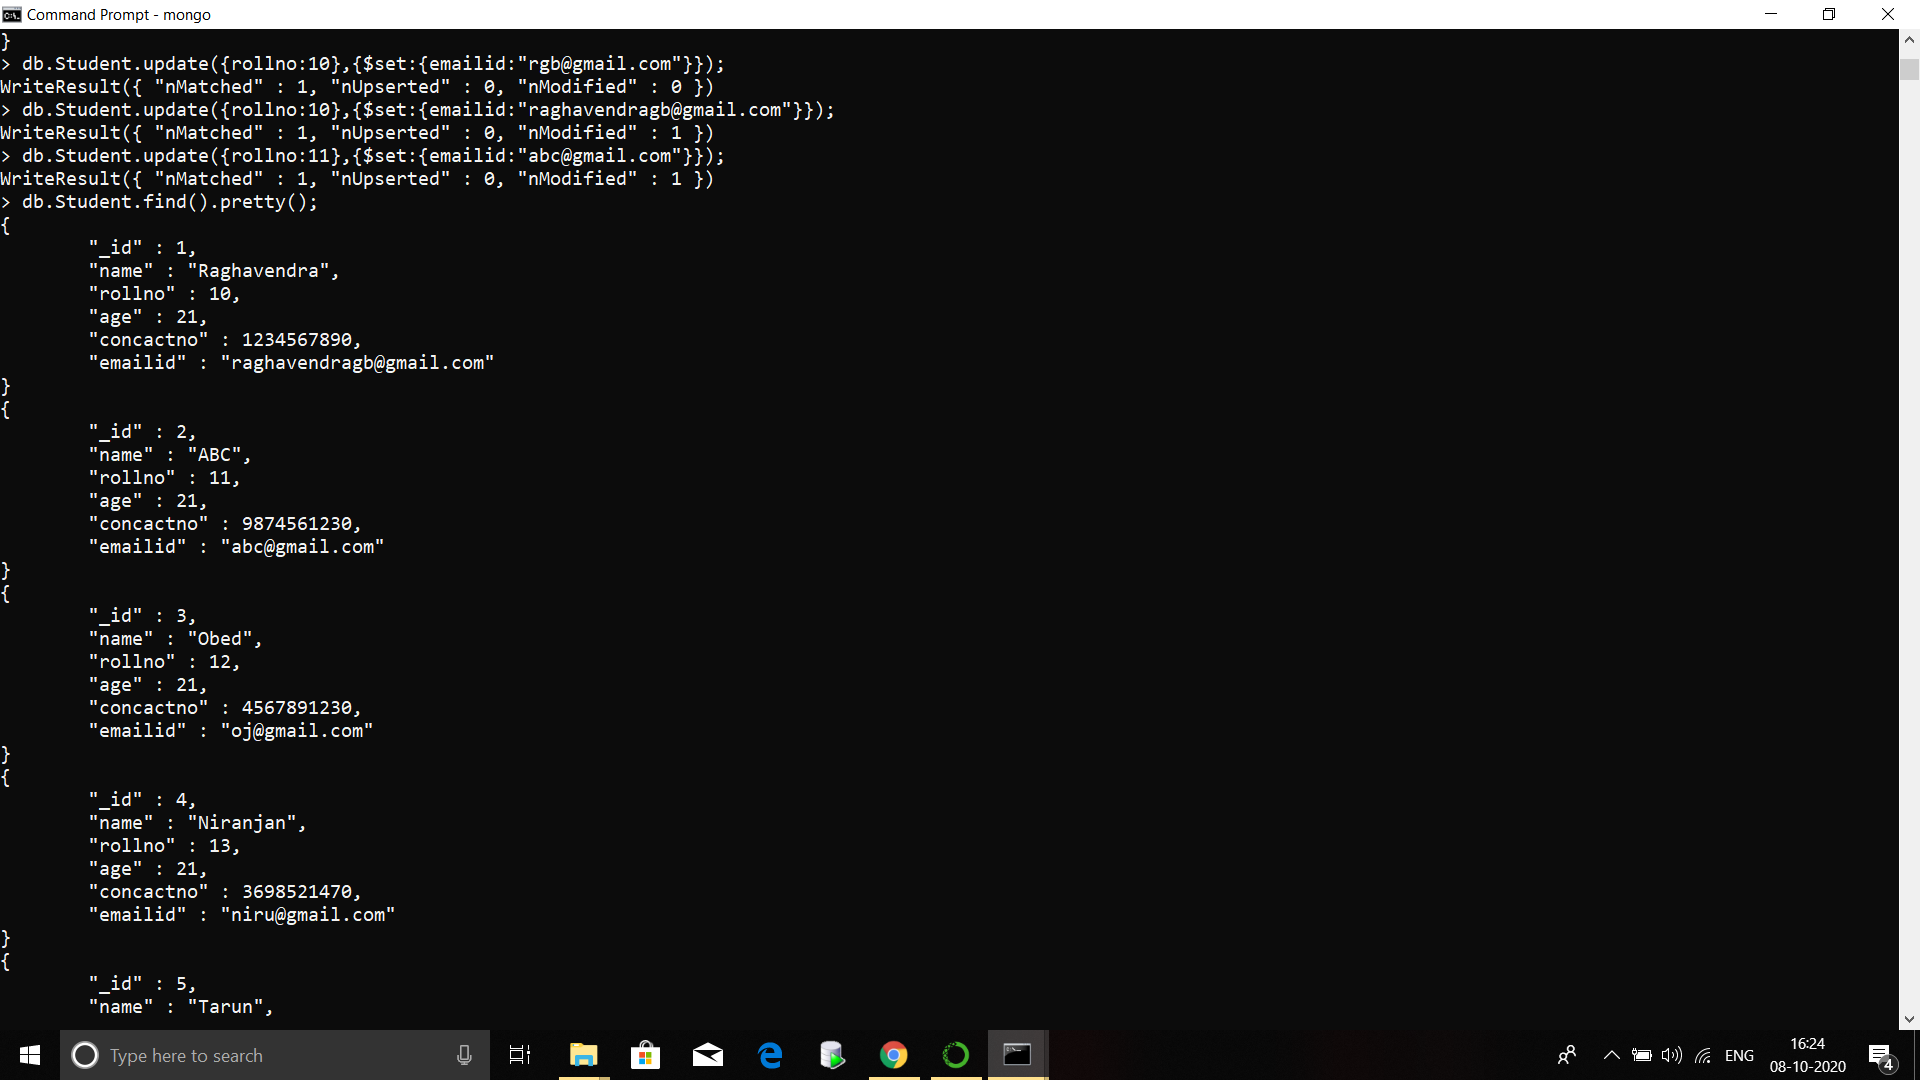 Command Prompt - mongo
}
> db.Student.update({rollno:10},{$set:{emailid:"rgb@gmail.com"}});
WriteResult({ "nMatched" : 1, "nUpserted" : 0, "nModified" : 0 })
> db.Student.update({rollno:10},{$set:{emailid:"raghavendragb@gmail.com"}});
WriteResult({ "nMatched" : 1, "nUpserted" : 0, "nModified" : 1 })
> db.Student.update({rollno:11},{$set:{emailid:"abc@gmail.com"}});
WriteResult({ "nMatched" : 1, "nUpserted" : 0, "nModified" : 1 })
> db.Student.find().pretty();
{
"_id" : 1,
"name" : "Raghavendra",
"rollno" : 10,
"age" : 21,
"concactno" : 1234567890,
"emailid" : "raghavendragb@gmail.com"
}
{
"_id" : 2,
"name" : "ABC",
"rollno" : 11,
"age" : 21,
"concactno" : 9874561230,
"emailid" : "abc@gmail.com"
}
{
"_id" : 3,
"name" : "Obed",
"rollno" : 12,
"age" : 21,
"concactno" : 4567891230,
"emailid" : "oj@gmail.com"
}
{
"_id" : 4,
"name" : "Niranjan",
"rollno" : 13,
"age" : 21,
"concactno" : 3698521470,
"emailid" : "niru@gmail.com"
}
{
"_id" : 5,
"name" : "Tarun",
Type here to search
ENG
16:24
08-10-2020
4